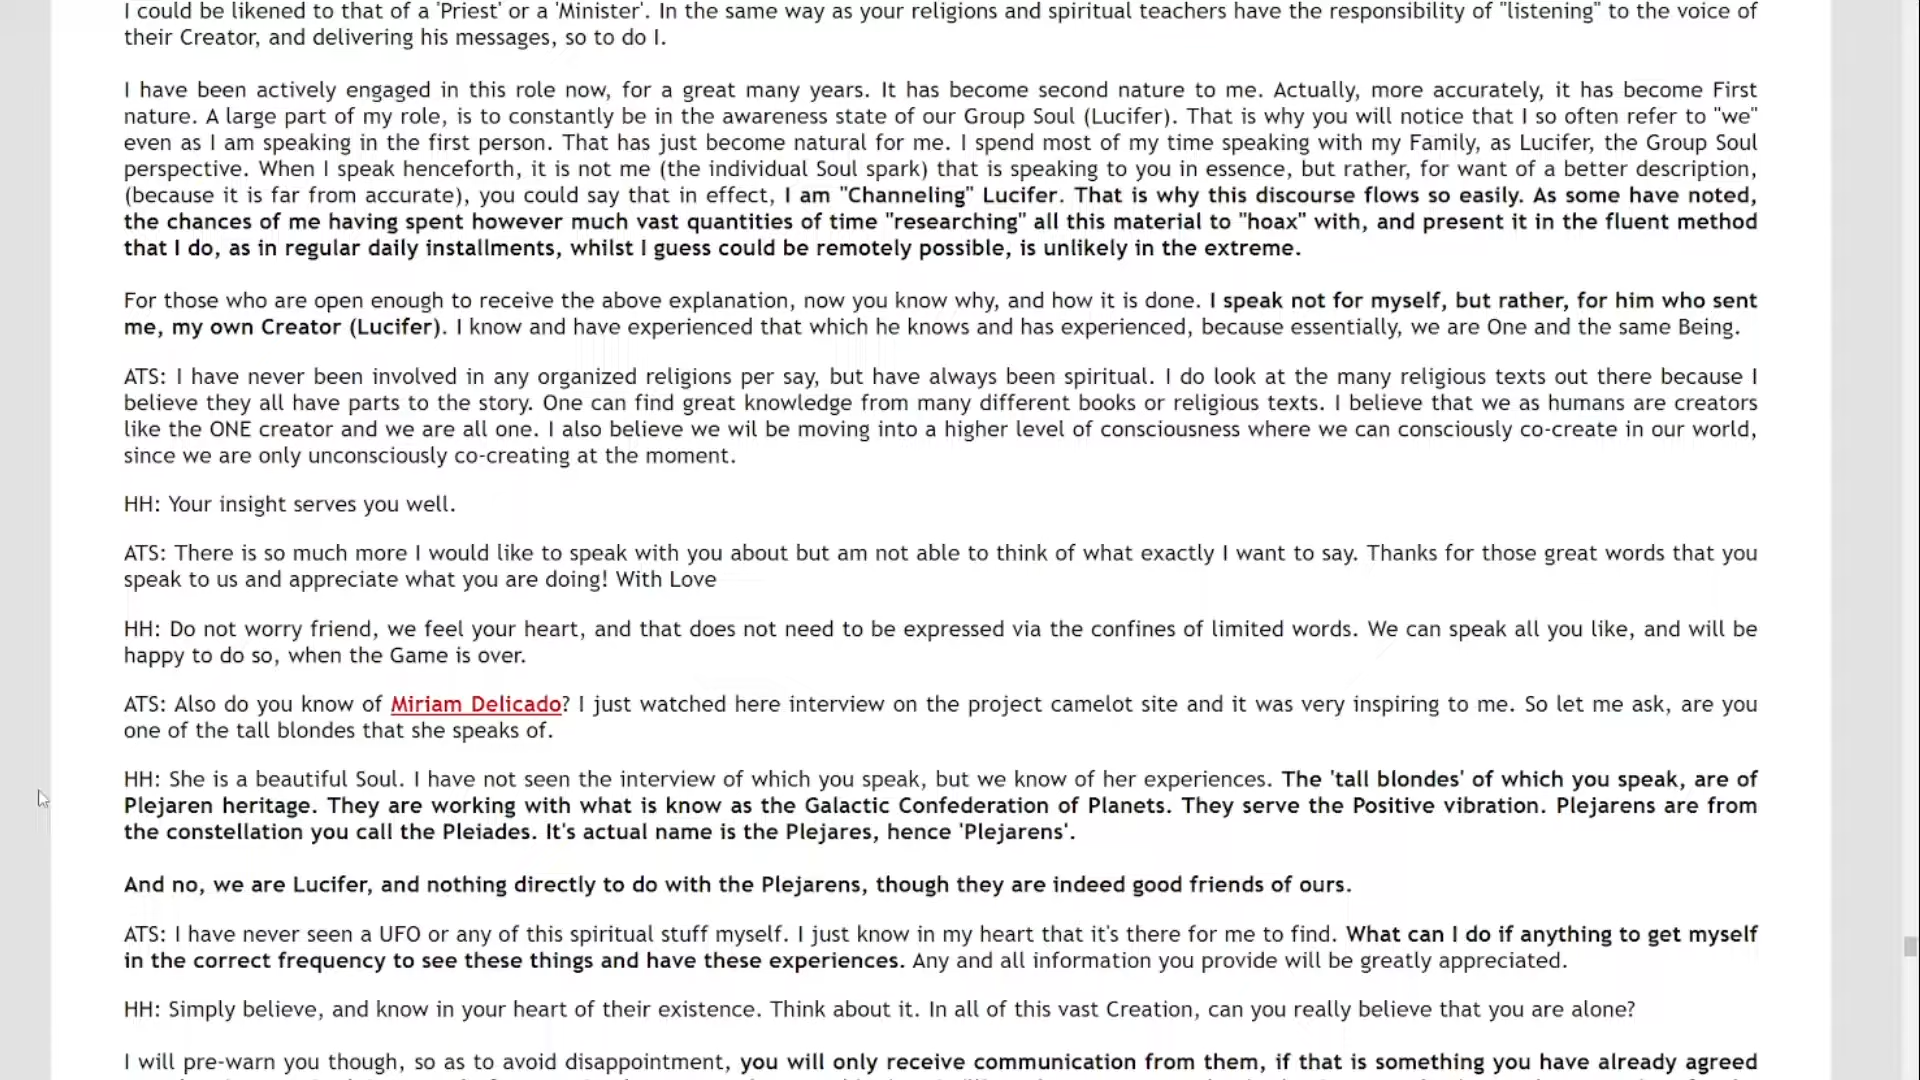 I could be likened to that of a 'Priest' or a 'Minister'. In the same way as your religions and spiritual teachers have the responsibility of "listening" to the voice of
their Creator, and delivering his messages, so to do I.
I have been actively engaged in this role now, for a great many years. It has become second nature to me. Actually, more accurately, it has become First
nature. A large part of my role, is to constantly be in the awareness state of our Group Soul (Lucifer). That is why you will notice that I so often refer to "we"
even as I am speaking in the first person. That has just become natural for me. I spend most of my time speaking with my Family, as Lucifer, the Group Soul
perspective. When I speak henceforth, it is not me (the individual Soul spark) that is speaking to you in essence, but rather, for want of a better description,
(because it is far from accurate), you could say that in effect, I am "Channeling" Lucifer. That is why this discourse flows so easily. As some have noted,
the chances of me having spent however much vast quantities of time "researching" all this material to "hoax" with, and present it in the fluent method
that I do, as in regular daily installments, whilst I guess could be remotely possible, is unlikely in the extreme.
For those who are open enough to receive the above explanation, now you know why, and how it is done. I speak not for myself, but rather, for him who sent
me, my own Creator (Lucifer). I know and have experienced that which he knows and has experienced, because essentially, we are One and the same Being.
ATS: I have never been involved in any organized religions per say, but have always been spiritual. I do look at the many religious texts out there because I
believe they all have parts to the story. One can find great knowledge from many different books or religious texts. I believe that we as humans are creators
like the ONE creator and we are all one. I also believe we wil be moving into a higher level of consciousness where we can consciously co-create in our world,
since we are only unconsciously co-creating at the moment.
HH: Your insight serves you well.
ATS: There is so much more I would like to speak with you about but am not able to think of what exactly I want to say. Thanks for those great words that you
speak to us and appreciate what you are doing! With Love
HH: Do not worry friend, we feel your heart, and that does not need to be expressed via the confines of limited words. We can speak all you like, and will be
happy to do so, when the Game is over.
ATS: Also do you know of Miriam Delicado? I just watched here interview on the project camelot site and it was very inspiring to me. So let me ask, are you
one of the tall blondes that she speaks of.
HH: She is a beautiful Soul. I have not seen the interview of which you speak, but we know of her experiences. The 'tall blondes' of which you speak, are of
Plejaren heritage. They are working with what is know as the Galactic Confederation of Planets. They serve the Positive vibration. Plejarens are from
the constellation you call the Pleiades. It's actual name is the Plejares, hence 'Plejarens'.
And no, we are Lucifer, and nothing directly to do with the Plejarens, though they are indeed good friends of ours.
ATS: I have never seen a UFO or any of this spiritual stuff myself. I just know in my heart that it's there for me to find. What can I do if anything to get myself
in the correct frequency to see these things and have these experiences. Any and all information you provide will be greatly appreciated.
HH: Simply believe, and know in your heart of their existence. Think about it. In all of this vast Creation, can you really believe that you are alone?
I will pre-warn you though, so as to avoid disappointment, you will only receive communication from them, if that is something you have already agreed